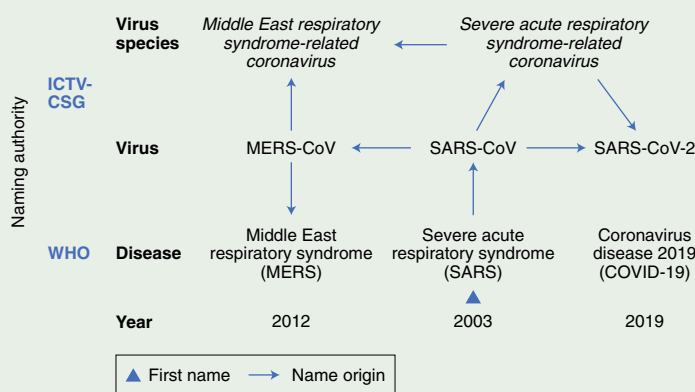 Virus
species
Middle East respiratory
syndrome-related
coronavirus
Severe acute respiratory
syndrome-related
coronavirus
Naming authority
ICTV-
CSG
Virus
MERS-CoV
SARS-CoV
SARS-CoV-2
WHO
Disease
Middle East
respiratory syndrome
(MERS)
Severe acute
respiratory syndrome
(SARS)
Coronavirus
disease 2019
(COVID-19)
Year
2012
2003
2019
First name
Name origin